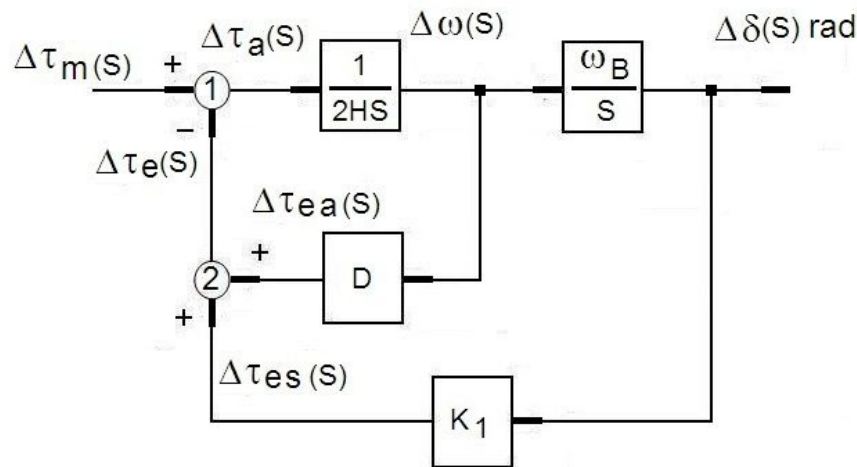 Δτm(S)
+
Δτa(S)
1
1
2HS
Δω(S)
ωB
S
Δδ(S) rad
−
Δτe(S)
Δτea(S)
+
2
D
+
Δτes(S)
K1